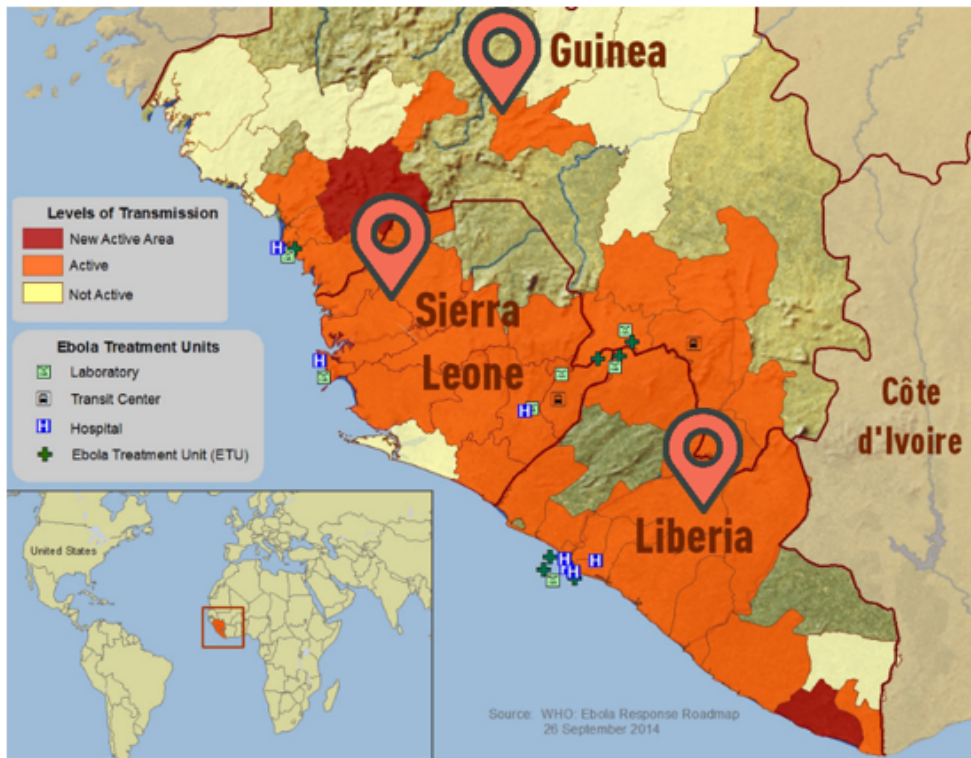 Guinea
Levels of Transmission
New Active Area
Active
Not Active
Sierra
Leone
Ebola Treatment Units
Laboratory
Transit Center
Hospital
Ebola Treatment Unit (ETU)
Côte
d'Ivoire
Liberia
United States
Source: WHO: Ebola Response Roadmap
26 September 2014